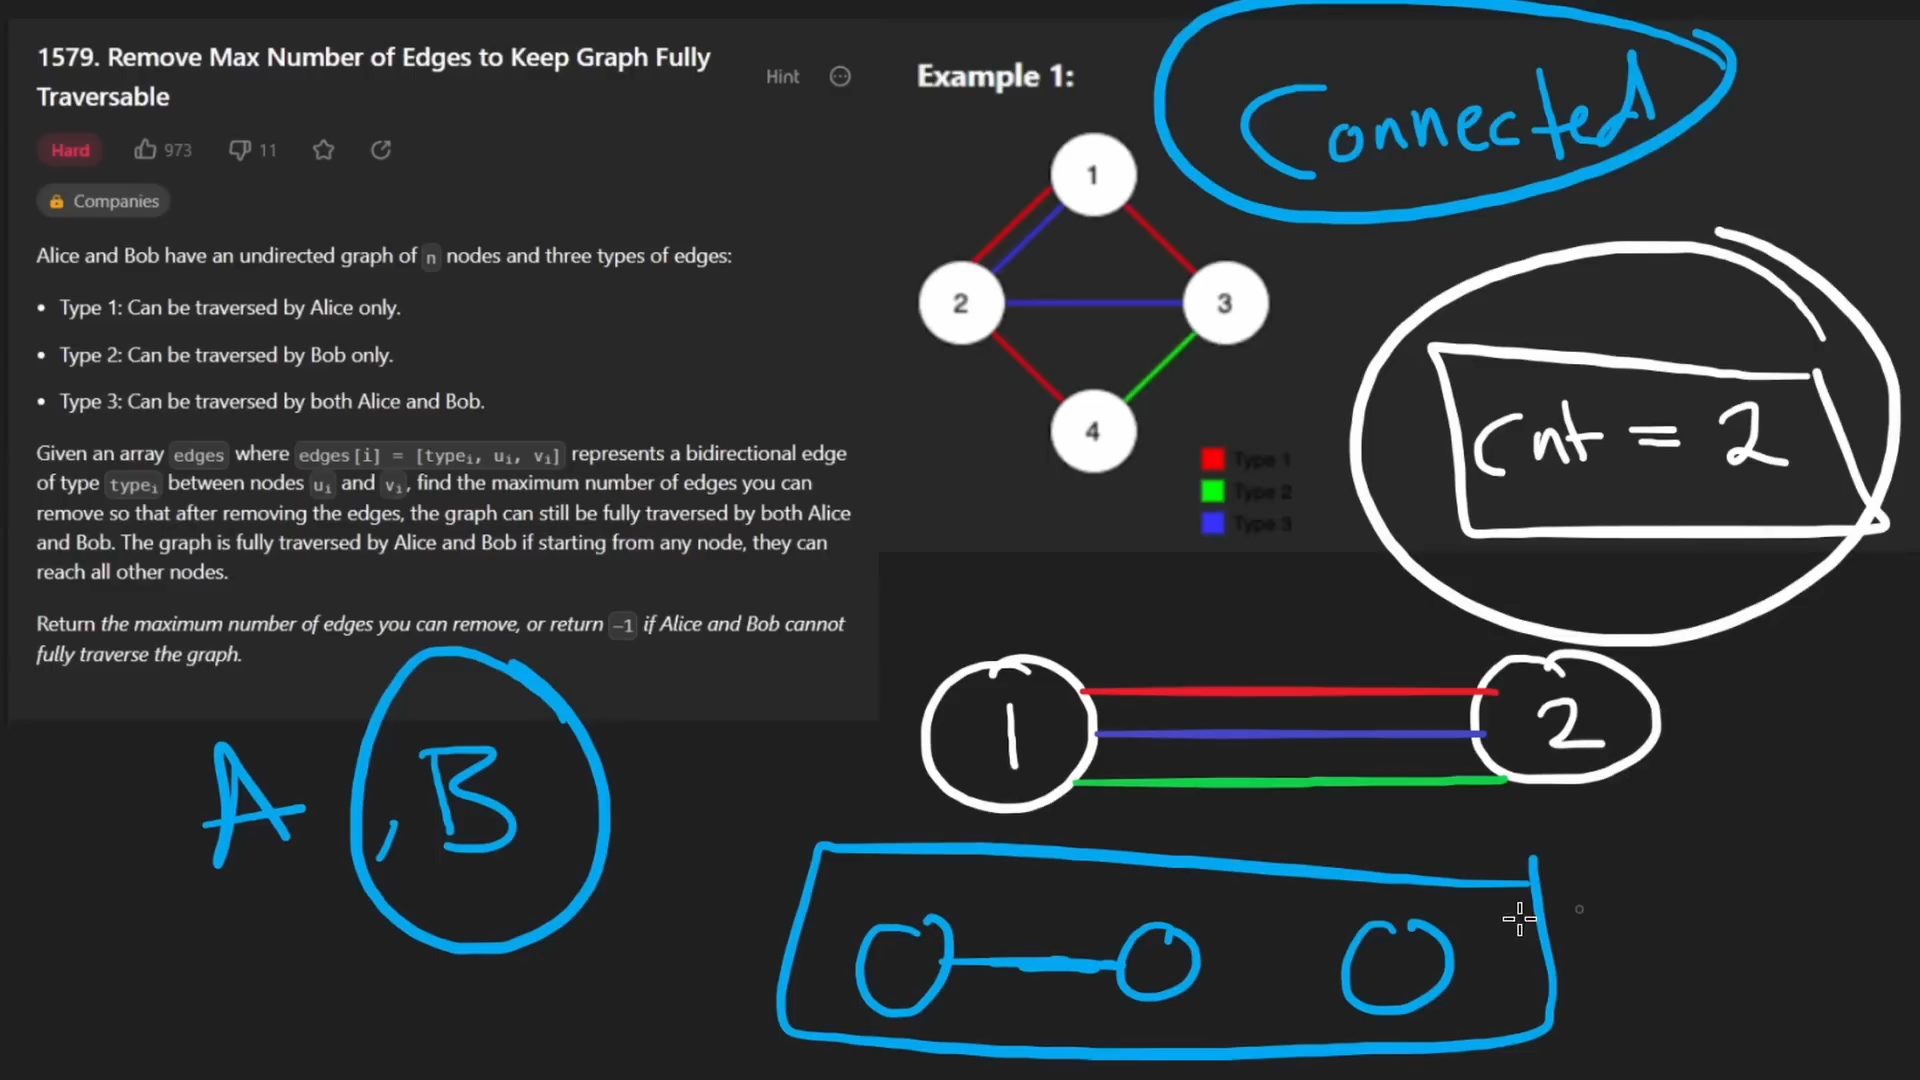 1579. Remove Max Number of Edges to Keep Graph Fully
Traversable
Hint
Hard
973
11
Companies
Alice and Bob have an undirected graph of n nodes and three types of edges:
• Type 1: Can be traversed by Alice only.
• Type 2: Can be traversed by Bob only.
• Type 3: Can be traversed by both Alice and Bob.
Given an array edges where edges[i] = [typeᵢ, uᵢ, vᵢ] represents a bidirectional edge
of type typeᵢ between nodes uᵢ and vᵢ, find the maximum number of edges you can
remove so that after removing the edges, the graph can still be fully traversed by both Alice
and Bob. The graph is fully traversed by Alice and Bob if starting from any node, they can
reach all other nodes.
Return the maximum number of edges you can remove, or return -1 if Alice and Bob cannot
fully traverse the graph.
A , B
Example 1:
Connected
1
2
3
4
Type 1
Type 2
Type 3
cnt = 2
1
2